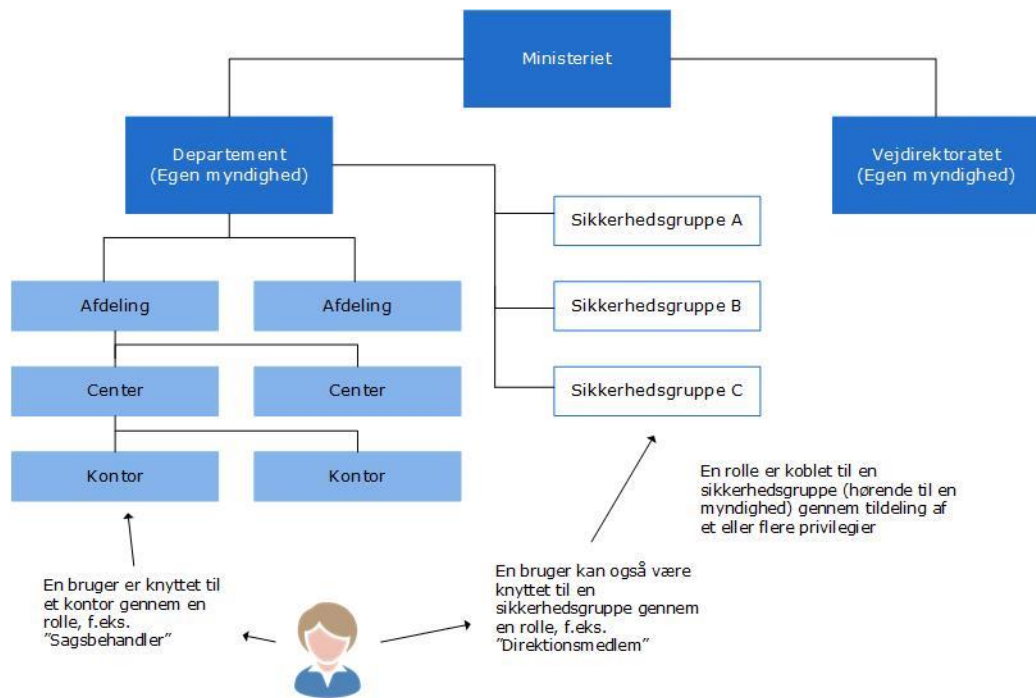 Ministeriet
Departement
(Egen myndighed)
Vejdirektoratet
(Egen myndighed)
Sikkerhedsgruppe A
Afdeling
Afdeling
Sikkerhedsgruppe B
Center
Center
Sikkerhedsgruppe C
Kontor
Kontor
En rolle er koblet til en
sikkerhedsgruppe (hørende til en
myndighed) gennem tildeling af
et eller flere privilegier
En bruger er knyttet til
et kontor gennem en
rolle, f.eks.
"Sagsbehandler"
En bruger kan også være
knyttet til en
sikkerhedsgruppe gennem
en rolle, f.eks.
"Direktionsmedlem"